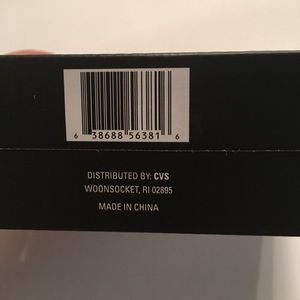 6 38688 56381 6
DISTRIBUTED BY: CVS
WOONSOCKET, RI 02895
MADE IN CHINA